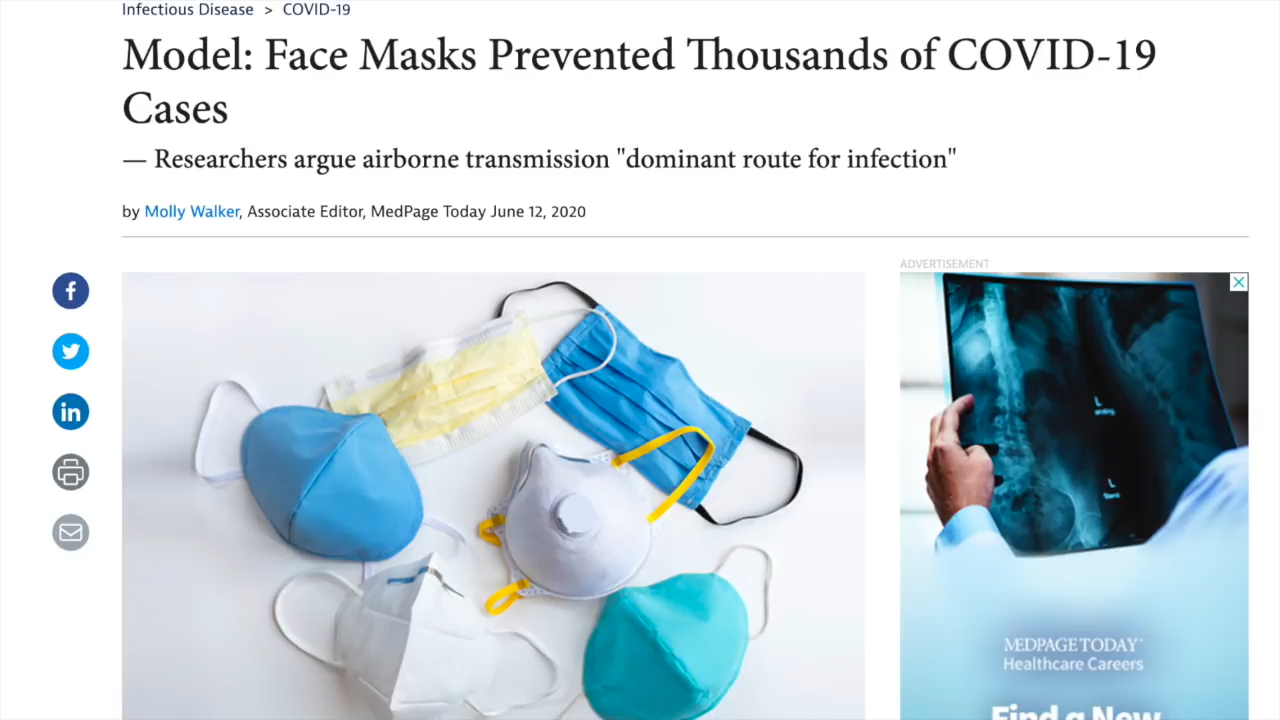 Infectious Disease > COVID-19
Model: Face Masks Prevented Thousands of COVID-19
Cases
— Researchers argue airborne transmission "dominant route for infection"
by Molly Walker, Associate Editor, MedPage Today June 12, 2020
ADVERTISEMENT
L
L
MEDPAGE TODAY
Healthcare Careers
Find a New